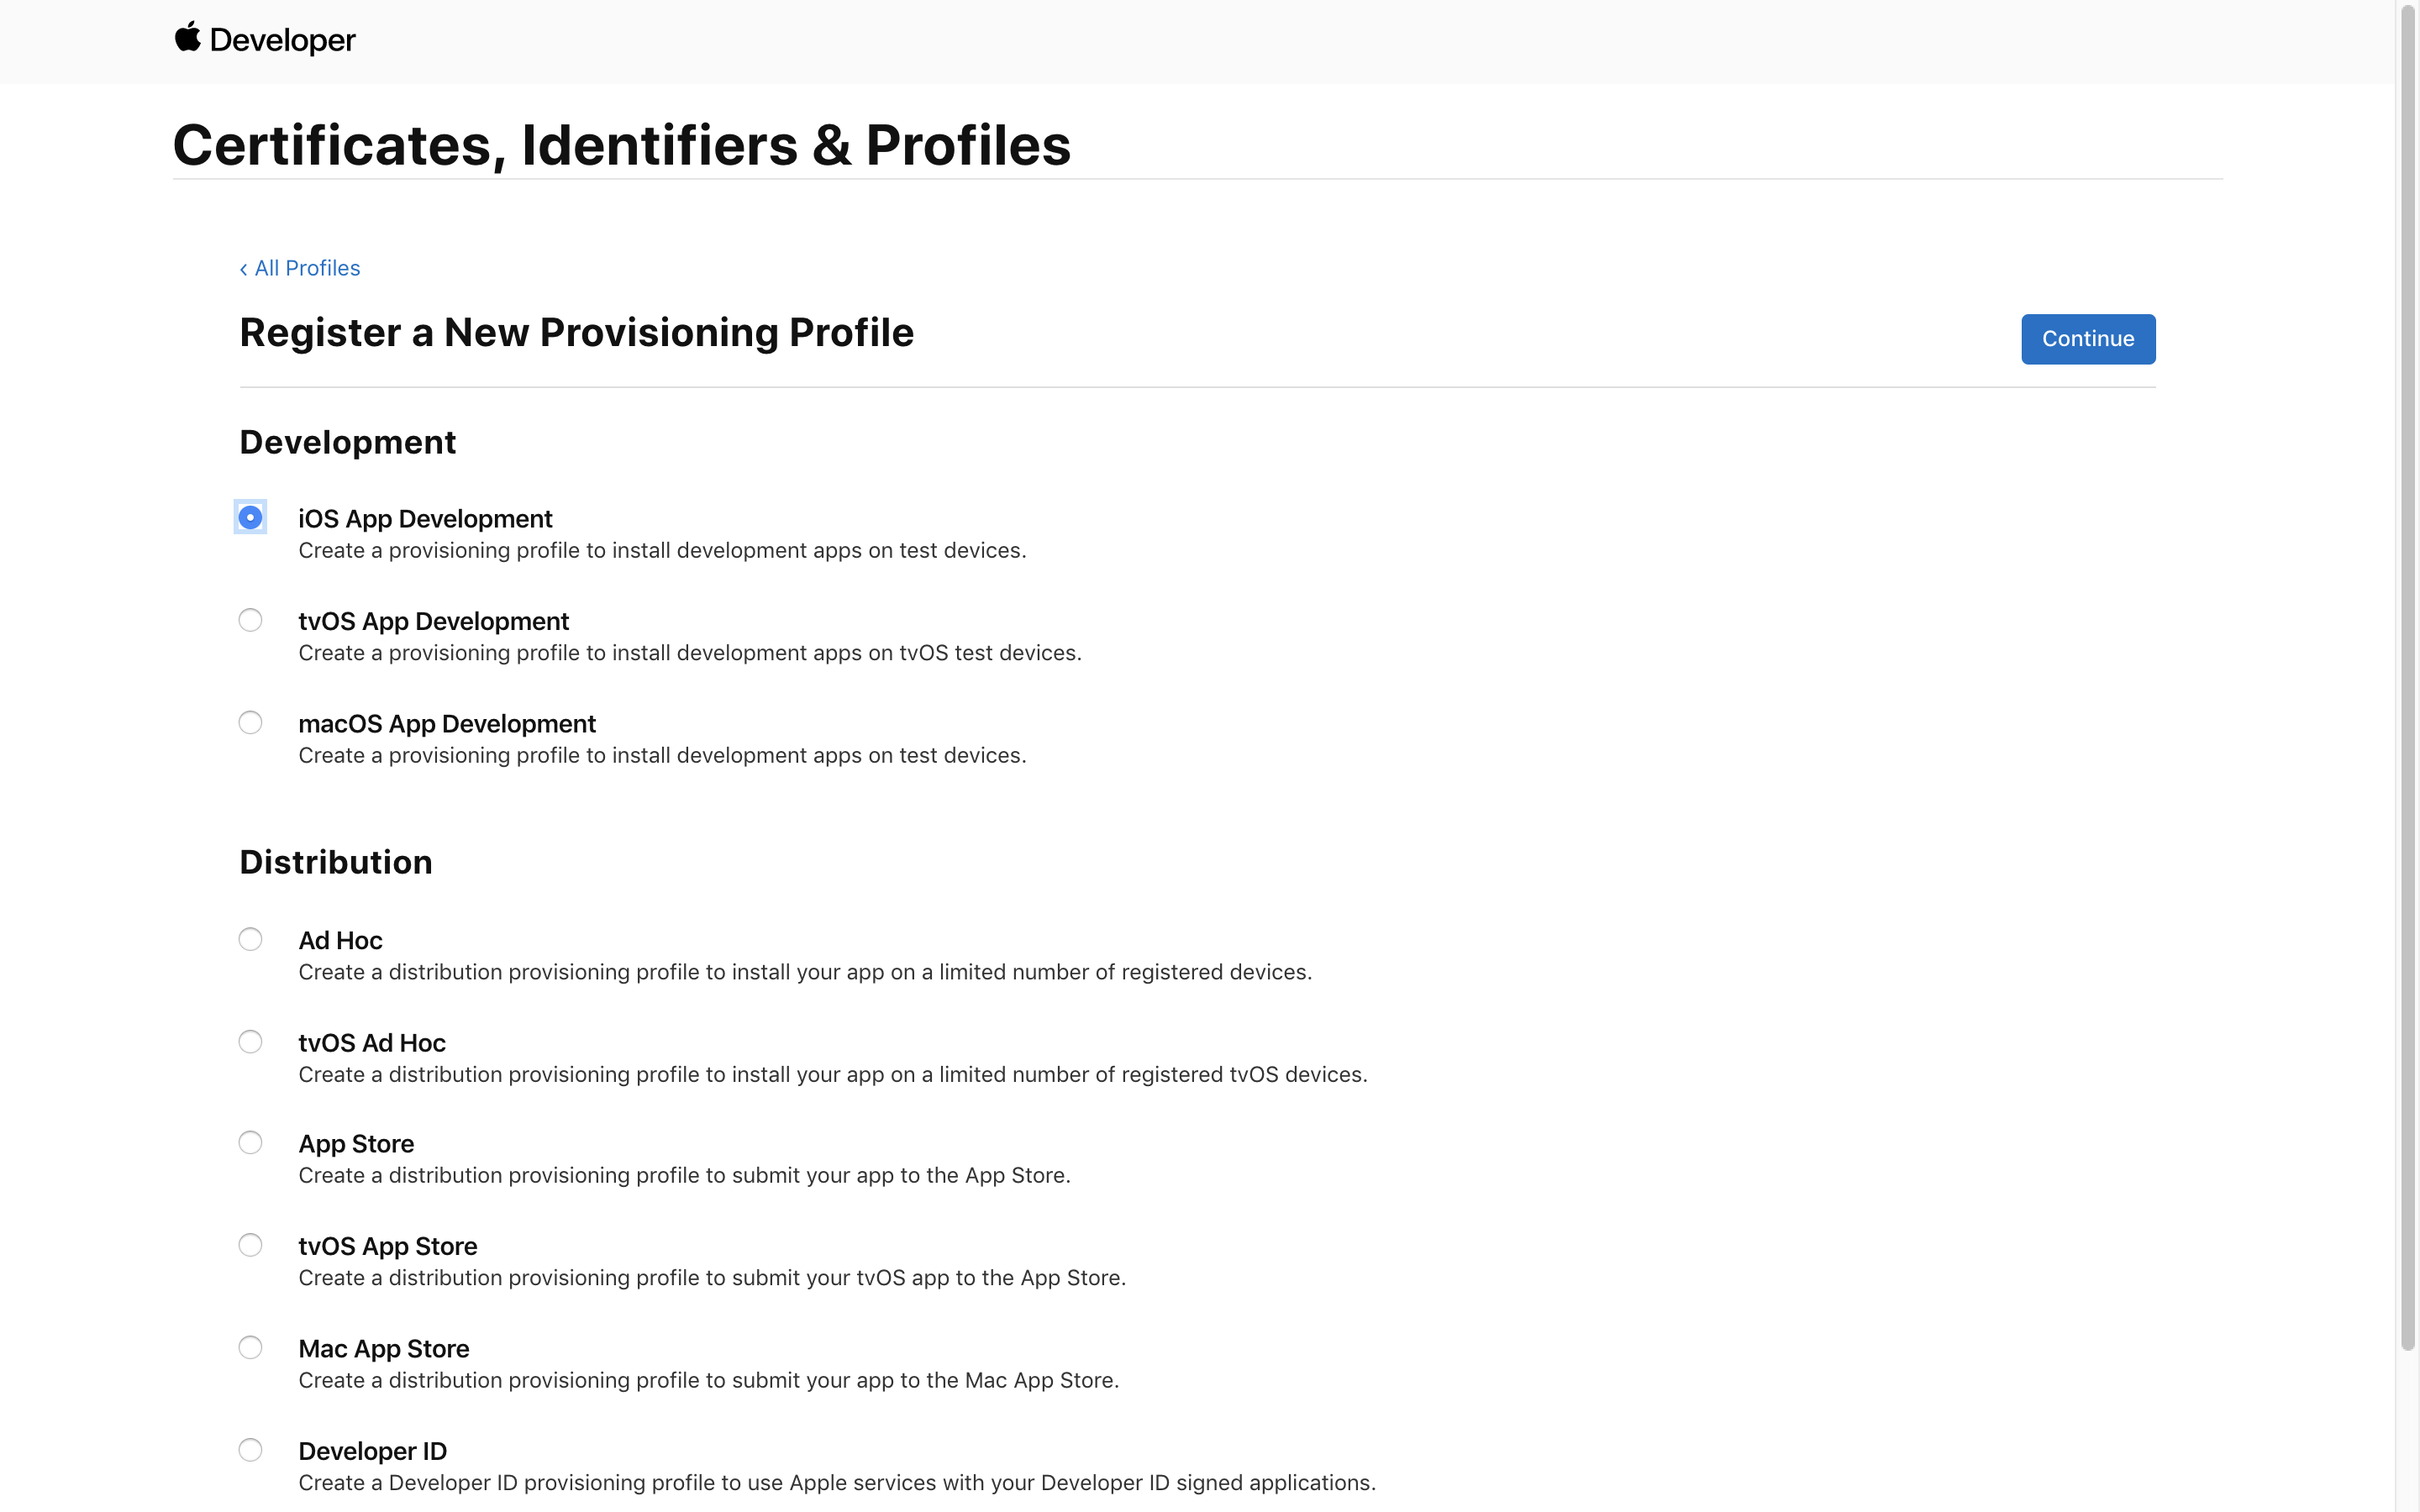 Developer
Certificates, Identifiers & Profiles
‹ All Profiles
Register a New Provisioning Profile
Continue
Development
iOS App Development
Create a provisioning profile to install development apps on test devices.
tvOS App Development
Create a provisioning profile to install development apps on tvOS test devices.
macOS App Development
Create a provisioning profile to install development apps on test devices.
Distribution
Ad Hoc
Create a distribution provisioning profile to install your app on a limited number of registered devices.
tvOS Ad Hoc
Create a distribution provisioning profile to install your app on a limited number of registered tvOS devices.
App Store
Create a distribution provisioning profile to submit your app to the App Store.
tvOS App Store
Create a distribution provisioning profile to submit your tvOS app to the App Store.
Mac App Store
Create a distribution provisioning profile to submit your app to the Mac App Store.
Developer ID
Create a Developer ID provisioning profile to use Apple services with your Developer ID signed applications.